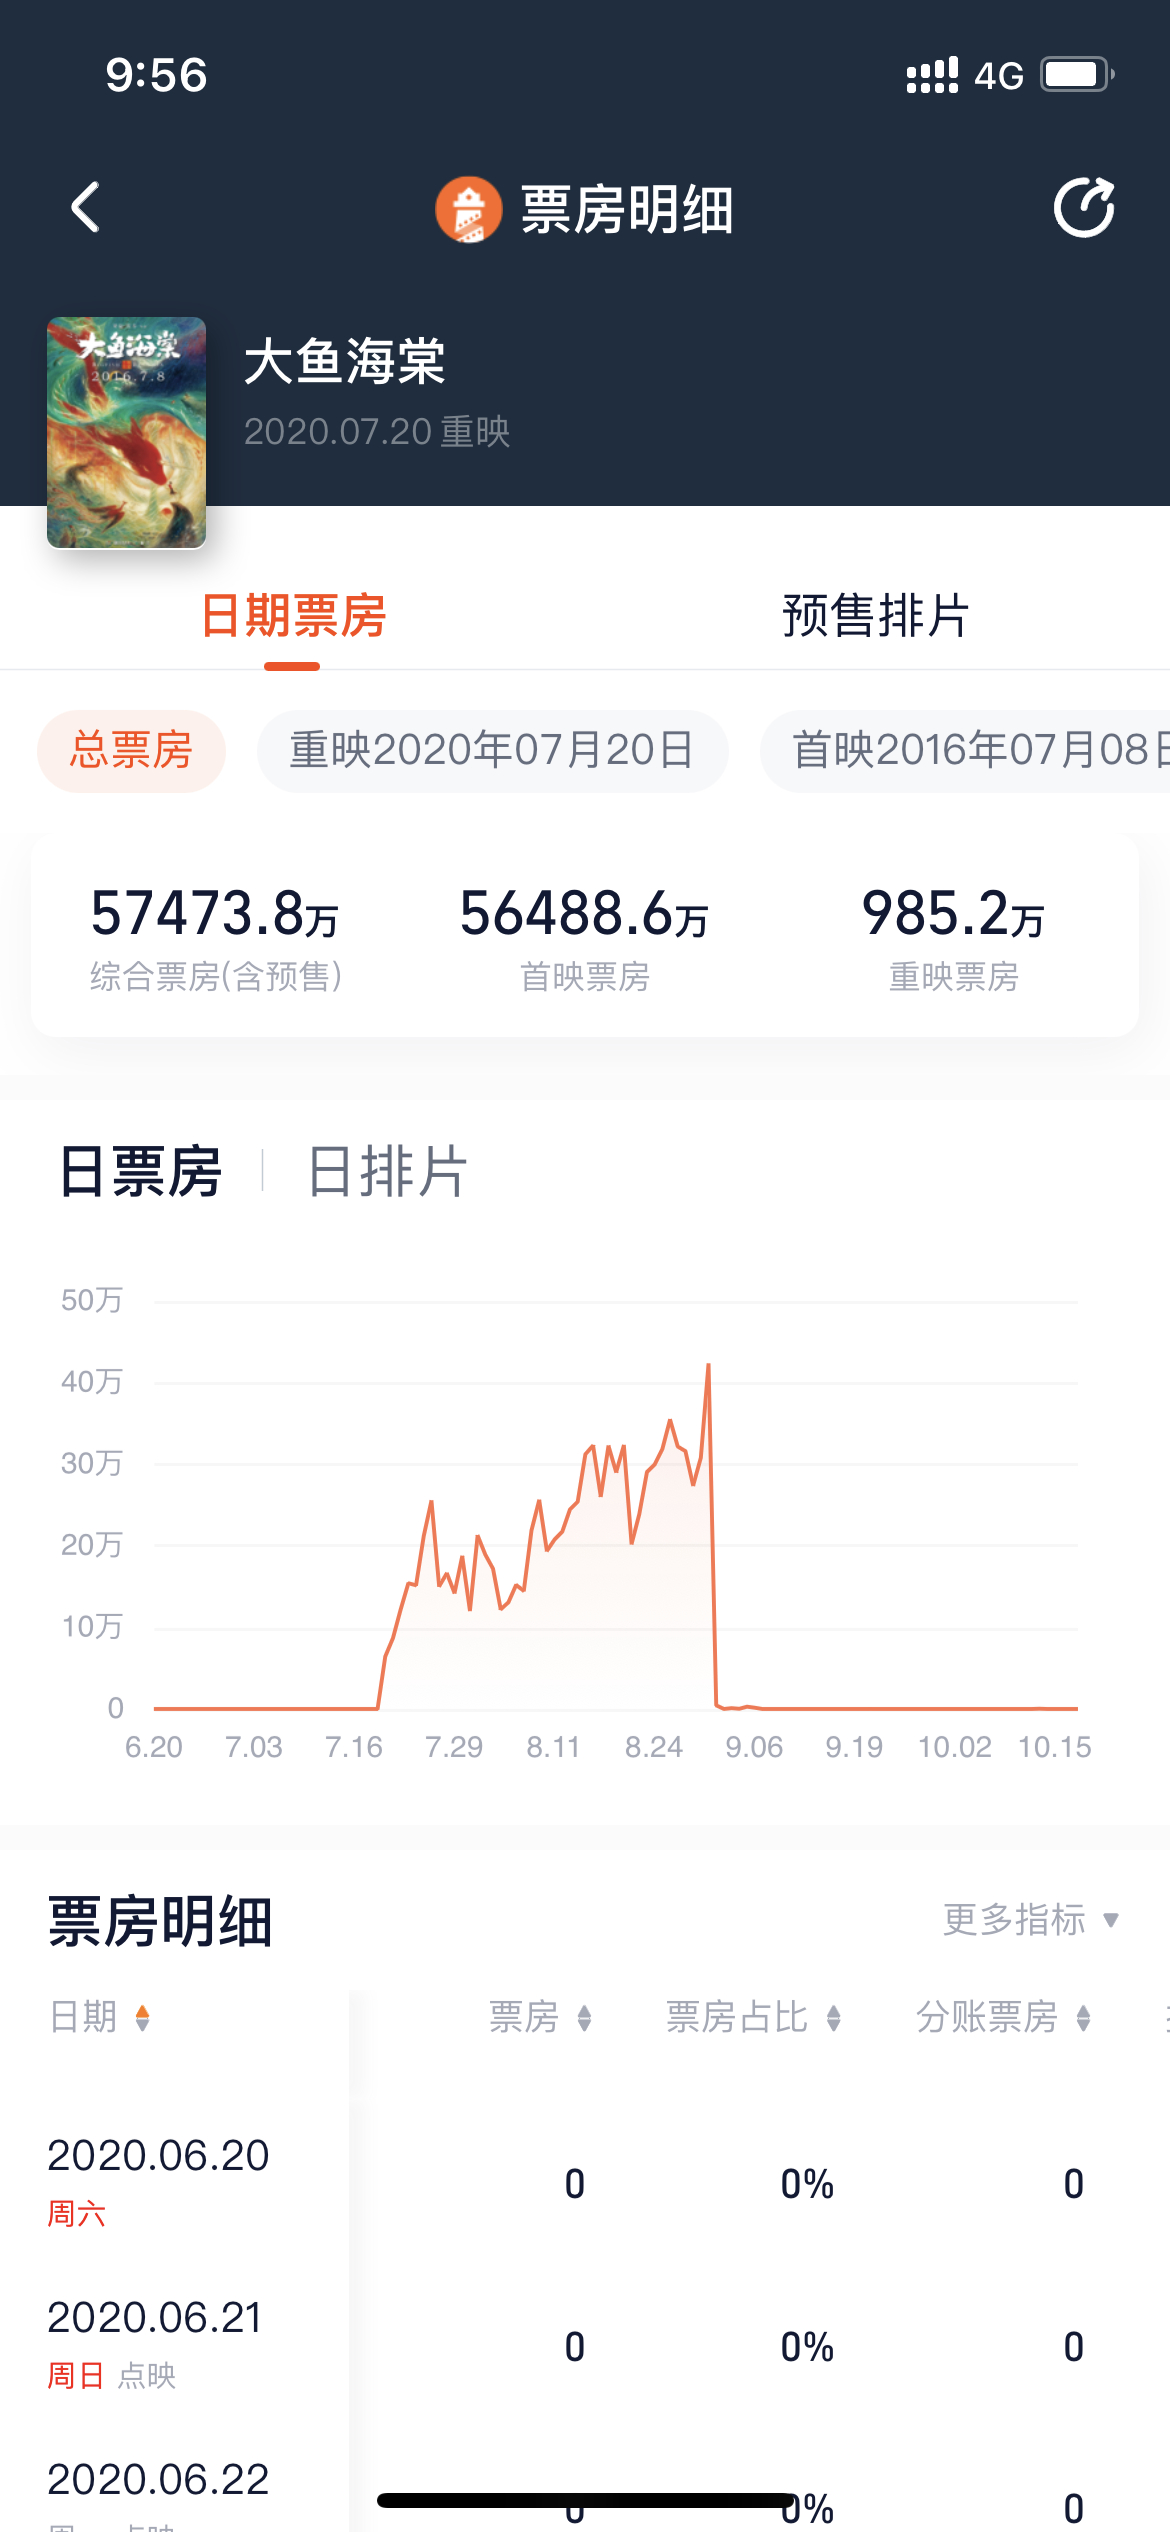 9:56 4G
票房明细
大鱼海棠
2016.7.8
大鱼海棠
2020.07.20 重映
日期票房 预售排片
总票房 重映2020年07月20日 首映2016年07月08日
57473.8万 56488.6万 985.2万
综合票房(含预售) 首映票房 重映票房
日票房 日排片
50万
40万
30万
20万
10万
0
6.20 7.03 7.16 7.29 8.11 8.24 9.06 9.19 10.02 10.15
票房明细 更多指标
日期 票房 票房占比 分账票房
2020.06.20
0 0% 0
周六
2020.06.21
0 0% 0
周日 点映
2020.06.22
0 0% 0